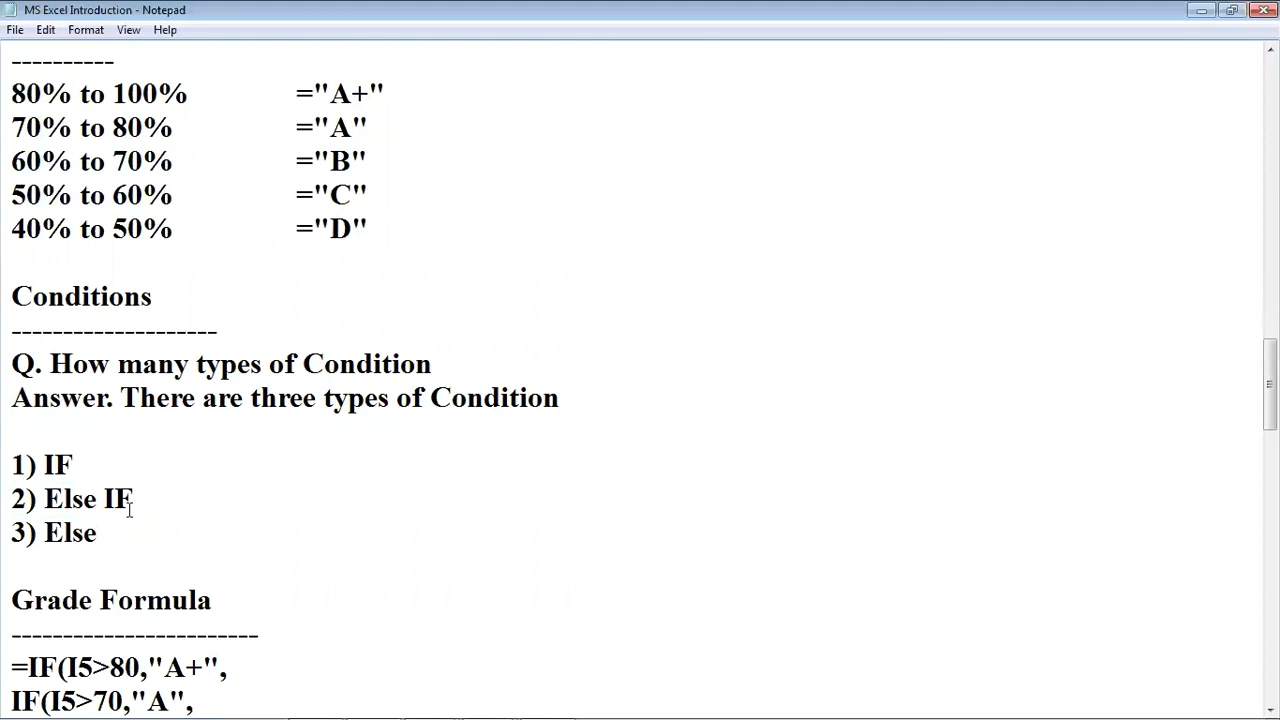 MS Excel Introduction - Notepad
File Edit Format View Help
----------
80% to 100% ="A+"
70% to 80% ="A"
60% to 70% ="B"
50% to 60% ="C"
40% to 50% ="D"
Conditions
--------------------
Q. How many types of Condition
Answer. There are three types of Condition
1) IF
2) Else IF
3) Else
Grade Formula
------------------------
=IF(I5>80,"A+",
IF(I5>70,"A",